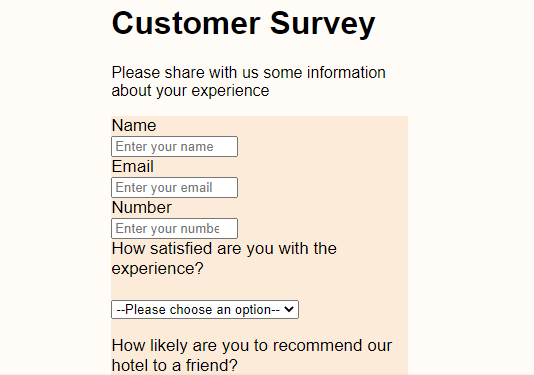 Customer Survey
Please share with us some information
about your experience
Name
Enter your name
Email
Enter your email
Number
Enter your numbe
How satisfied are you with the
experience?
--Please choose an option--
How likely are you to recommend our
hotel to a friend?